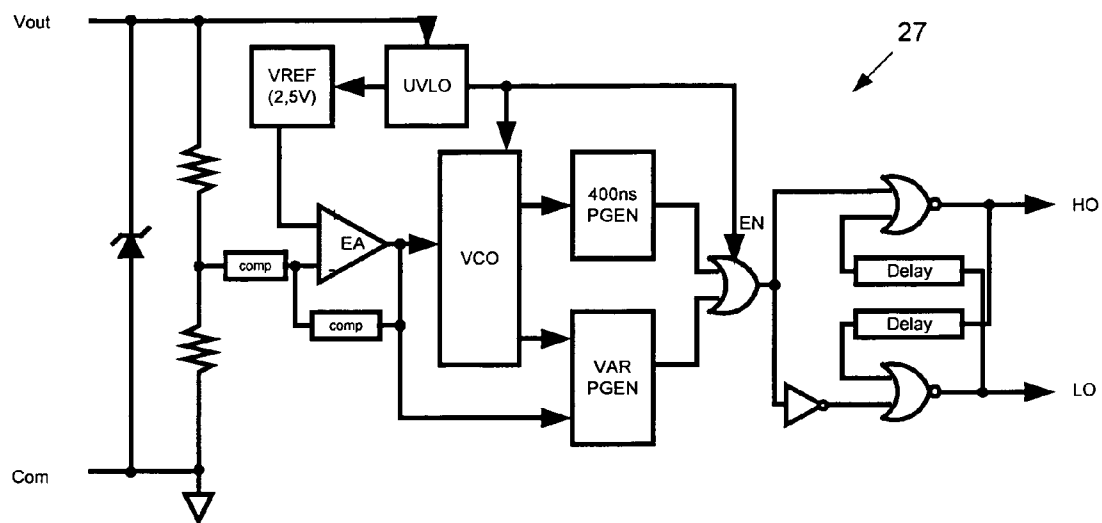 Vout
27
VREF
(2,5V)
UVLO
400ns
PGEN
EN
HO
EA
VCO
comp
Delay
comp
Delay
VAR
PGEN
LO
Com